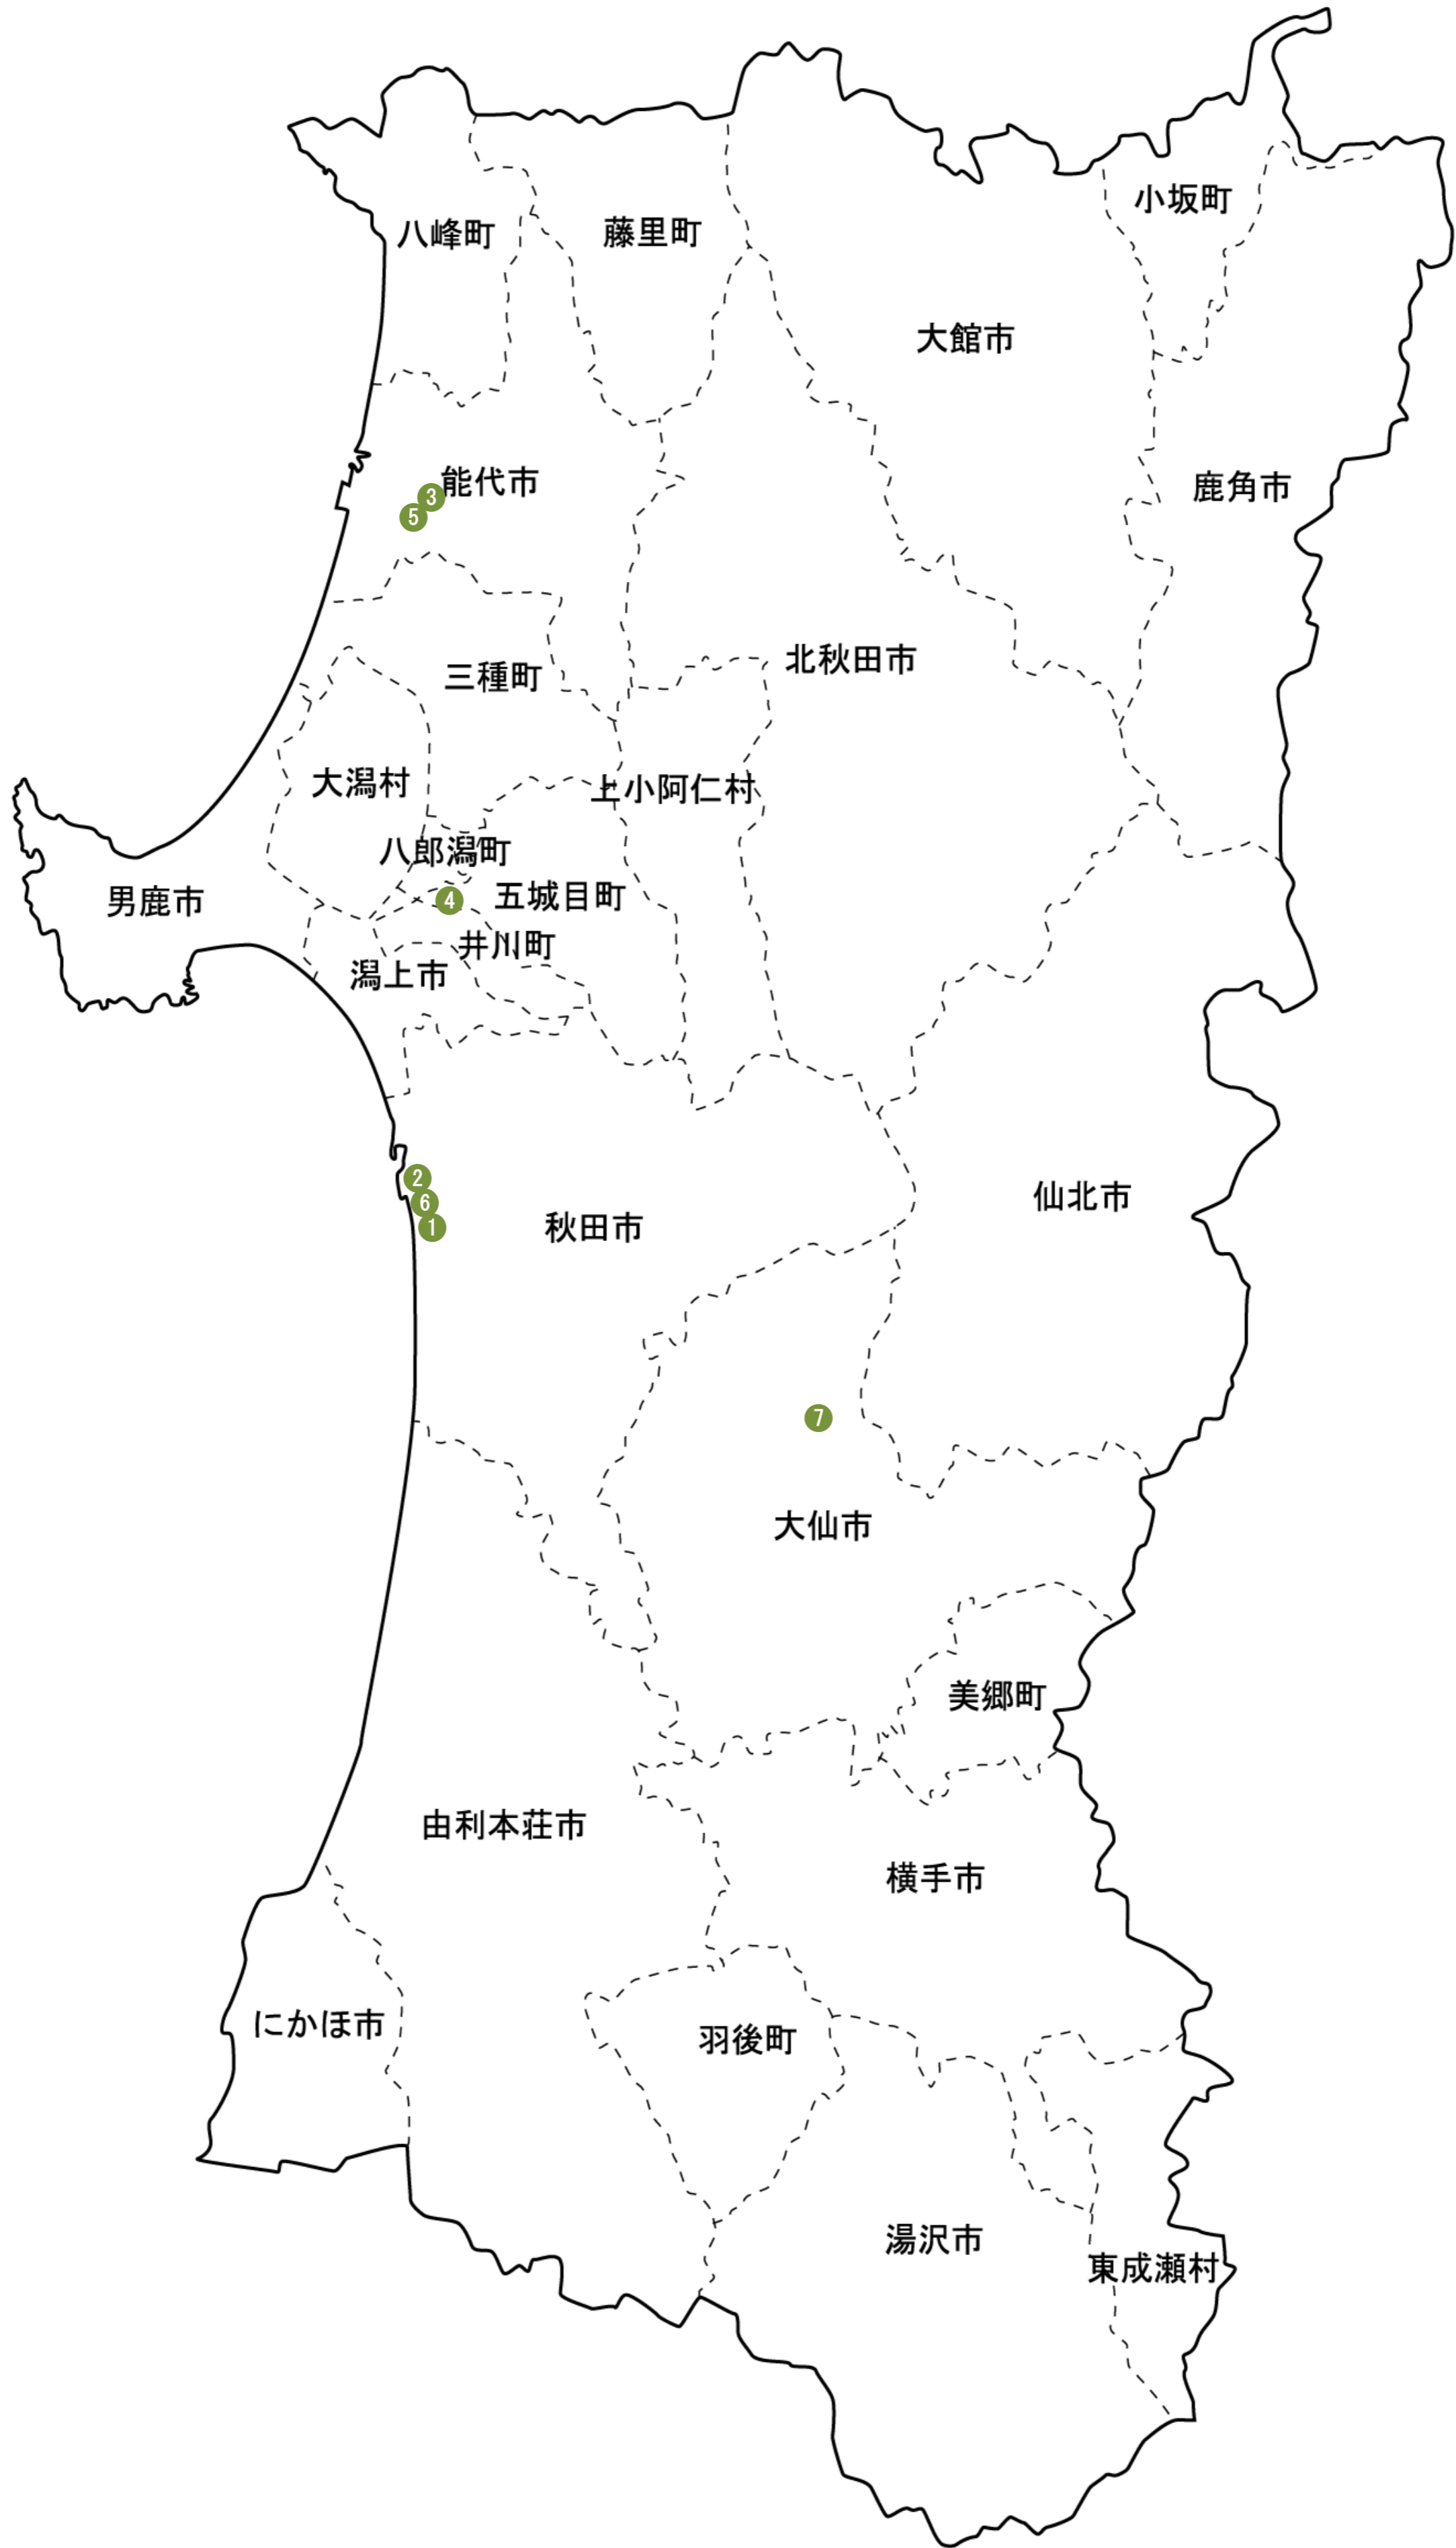 小坂町
八峰町
藤里町
大館市
能代市
鹿角市
3
5
北秋田市
三種町
大潟村
上小阿仁村
八郎潟町
男鹿市
4
五城目町
井川町
潟上市
2
6
1
秋田市
仙北市
7
大仙市
美郷町
由利本荘市
横手市
にかほ市
羽後町
湯沢市
東成瀬村